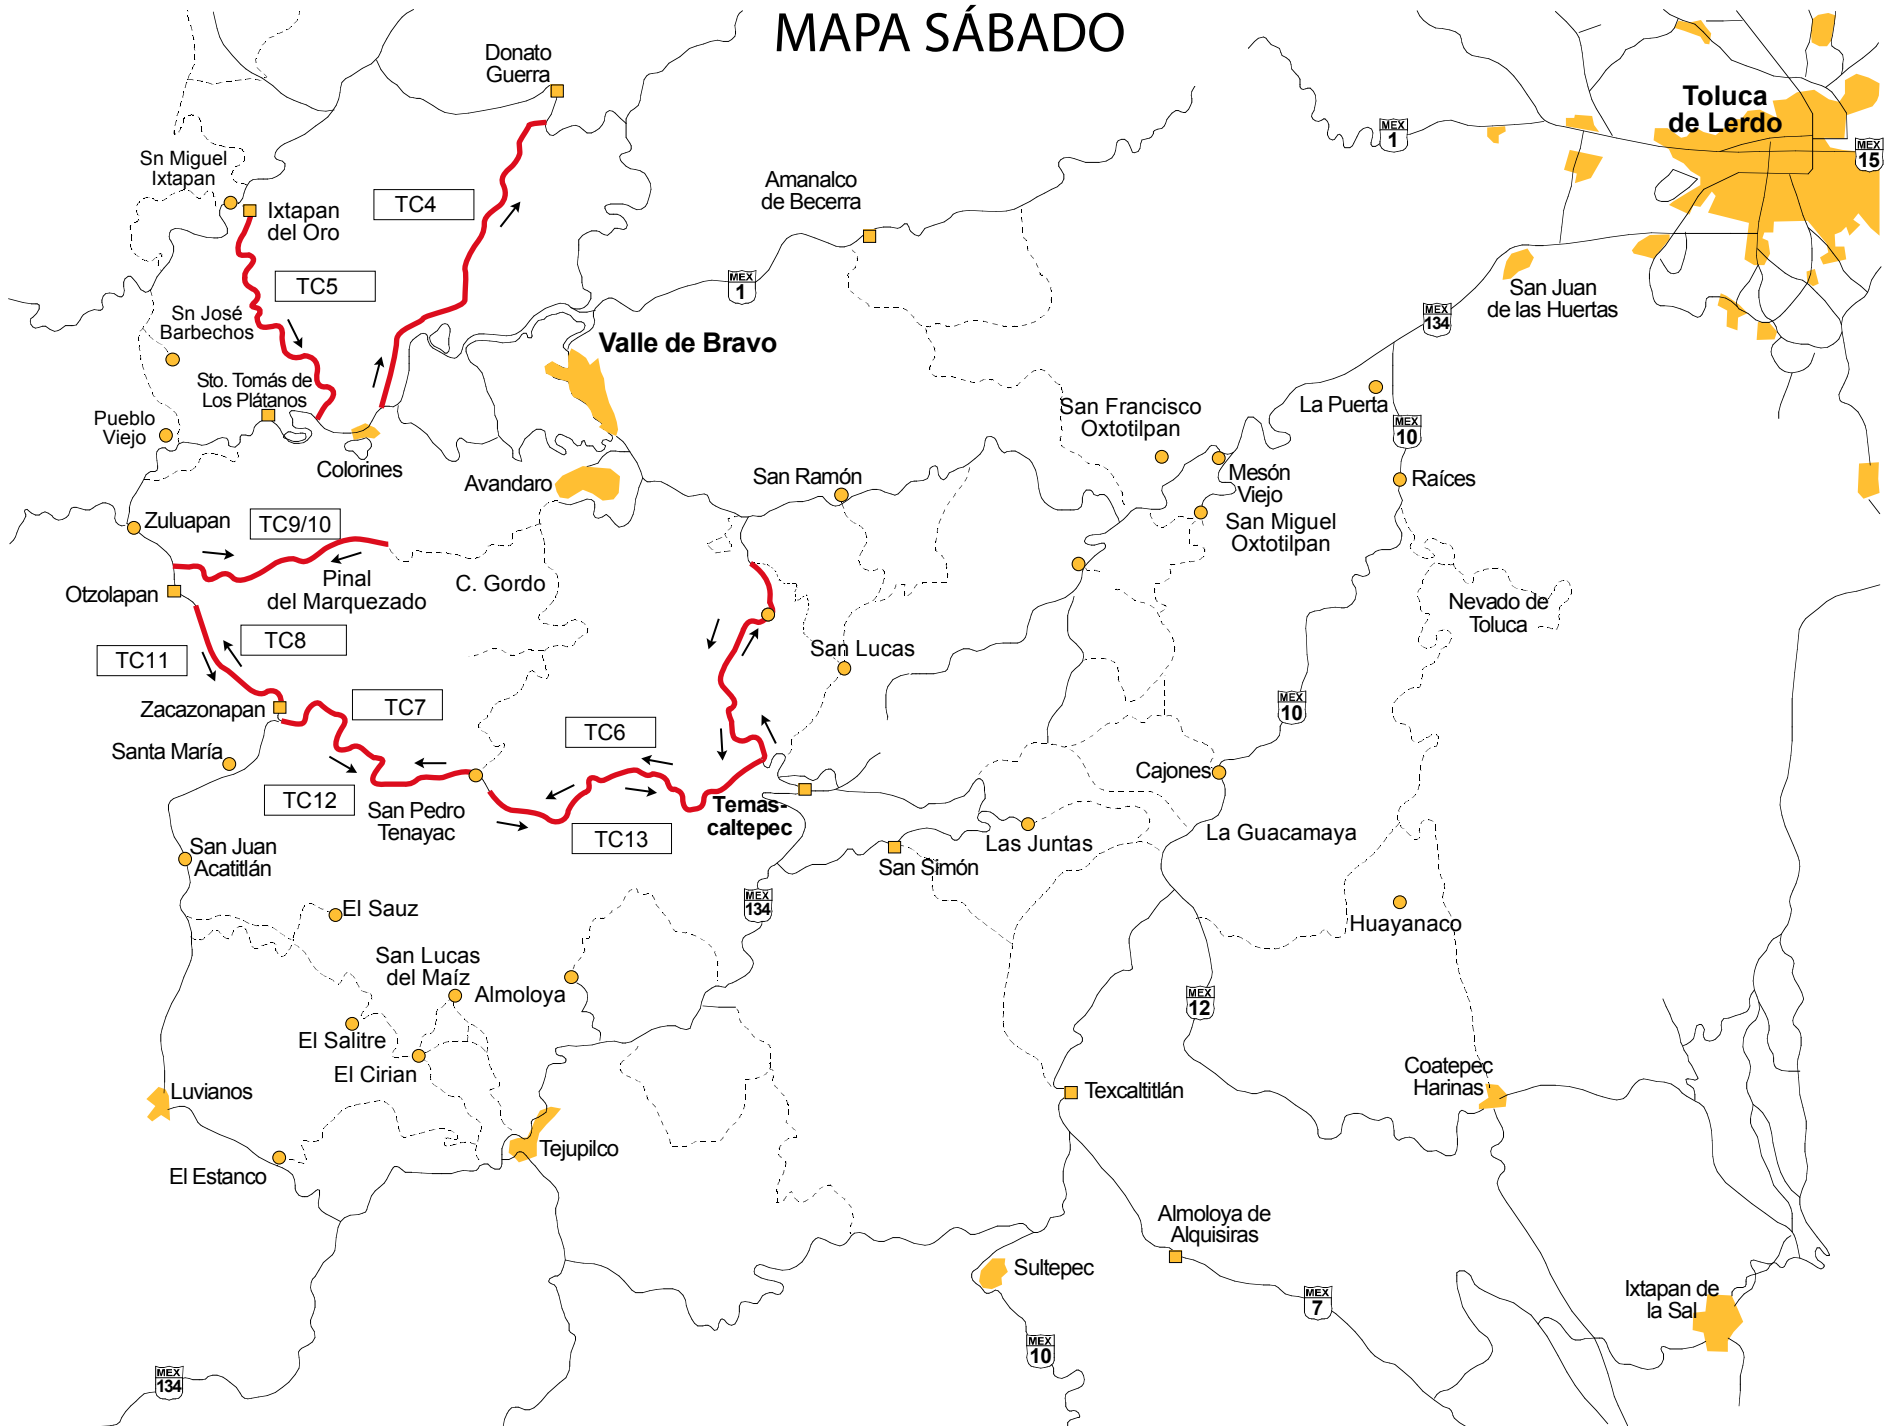 MAPA SÁBADO
Donato
Guerra
Toluca
de Lerdo
MEX
1
MEX
15
Sn Miguel
Ixtapan
Amanalco
de Becerra
TC4
Ixtapan
del Oro
TC5
MEX
1
San Juan
de las Huertas
MEX
134
Sn José
Barbechos
Valle de Bravo
Sto. Tomás de
Los Plátanos
La Puerta
San Francisco
Oxtotilpan
Pueblo
Viejo
MEX
10
Colorines
Avandaro
San Ramón
Mesón
Viejo
Raíces
Zuluapan
TC9/10
San Miguel
Oxtotilpan
Pinal
del Marquezado
C. Gordo
Otzolapan
Nevado de
Toluca
TC8
TC11
San Lucas
Zacazonapan
TC7
MEX
10
TC6
Santa María
Cajones
TC12
San Pedro
Tenayac
Temas-
caltepec
TC13
Las Juntas
La Guacamaya
San Juan
Acatitlán
San Simón
MEX
134
El Sauz
Huayanaco
San Lucas
del Maíz
Almoloya
MEX
12
El Salitre
El Cirian
Coatepec
Harinas
Luvianos
Texcaltitlán
Tejupilco
El Estanco
Almoloya de
Alquisiras
Sultepec
Ixtapan de
la Sal
MEX
7
MEX
10
MEX
134